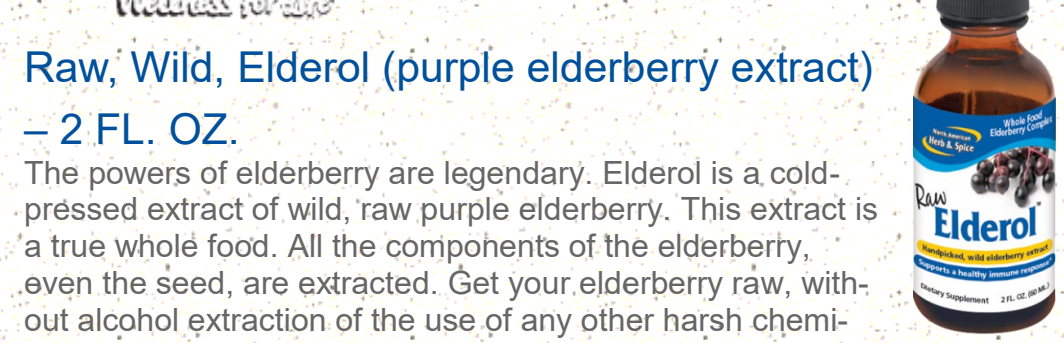 Wellness for Life
Raw, Wild, Elderol (purple elderberry extract)
– 2 FL. OZ.
The powers of elderberry are legendary. Elderol is a cold-
pressed extract of wild, raw purple elderberry. This extract is
a true whole food. All the components of the elderberry,
even the seed, are extracted. Get your elderberry raw, with-
out alcohol extraction of the use of any other harsh chemi-
Whole Food
Elderberry Complex
North American
Herb & Spice
Raw
Elderol™
Handpicked, wild elderberry extract
Supports a healthy immune response*
Dietary Supplement 2 FL. OZ. (60 ML)